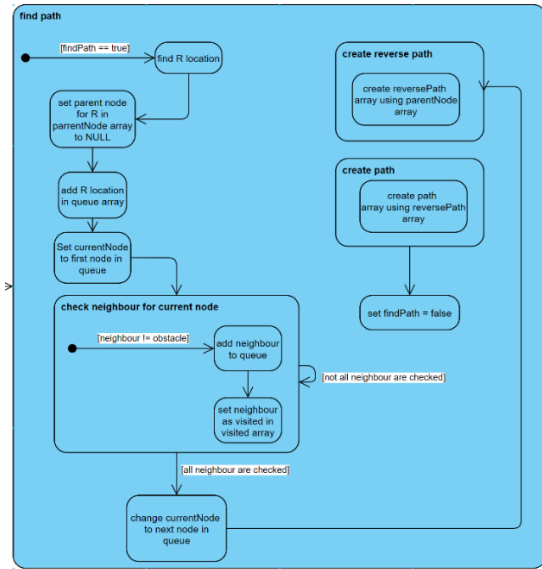 find path
[findPath == true]
find R location
set parent node
for R in
parrentNode array
to NULL
add R location
in queue array
Set currentNode
to first node in
queue
check neighbour for current node
[neighbour != obstacle]
add neighbour
to queue
set neighbour
as visited in
visited array
[not all neighbour are checked]
[all neighbour are checked]
change currentNode
to next node in
queue
create reverse path
create reversePath
array using parentNode
array
create path
create path
array using reversePath
array
set findPath = false